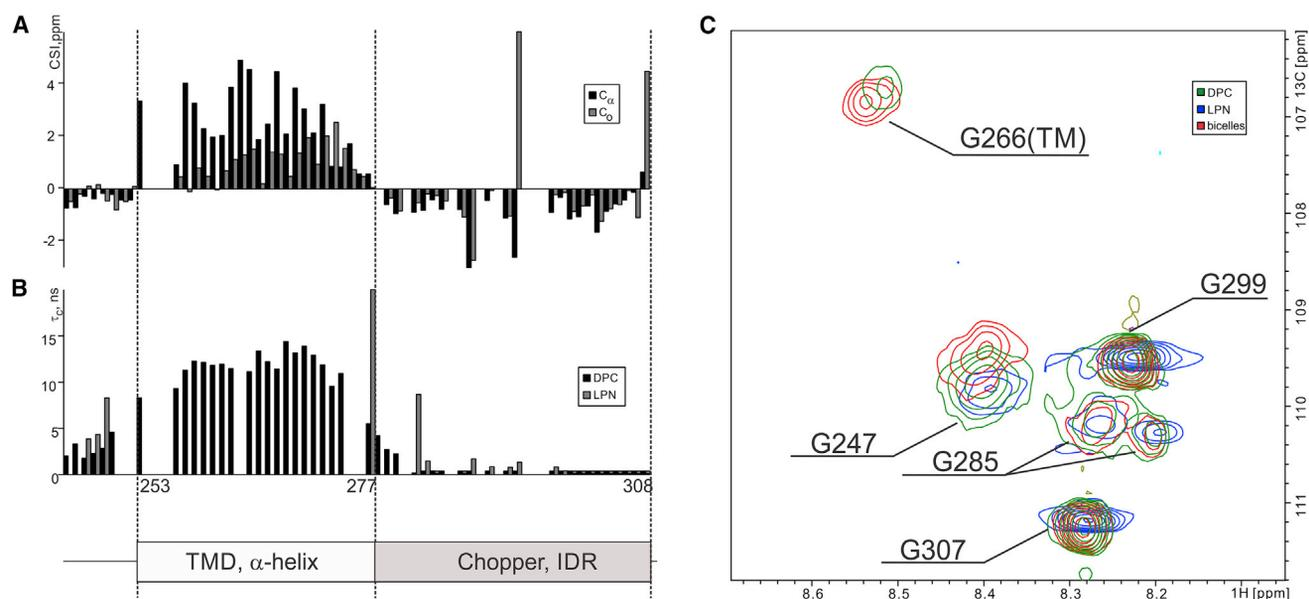 A
CSI,ppm
4
2
0
-2
Cα
Co
B
τc, ns
15
10
5
0
DPC
LPN
253
277
308
TMD, α-helix
Chopper, IDR
C
DPC
LPN
bicelles
G266(TM)
G299
G247
G285
G307
13C [ppm]
107
108
109
110
111
8.6
8.5
8.4
8.3
8.2
1H [ppm]